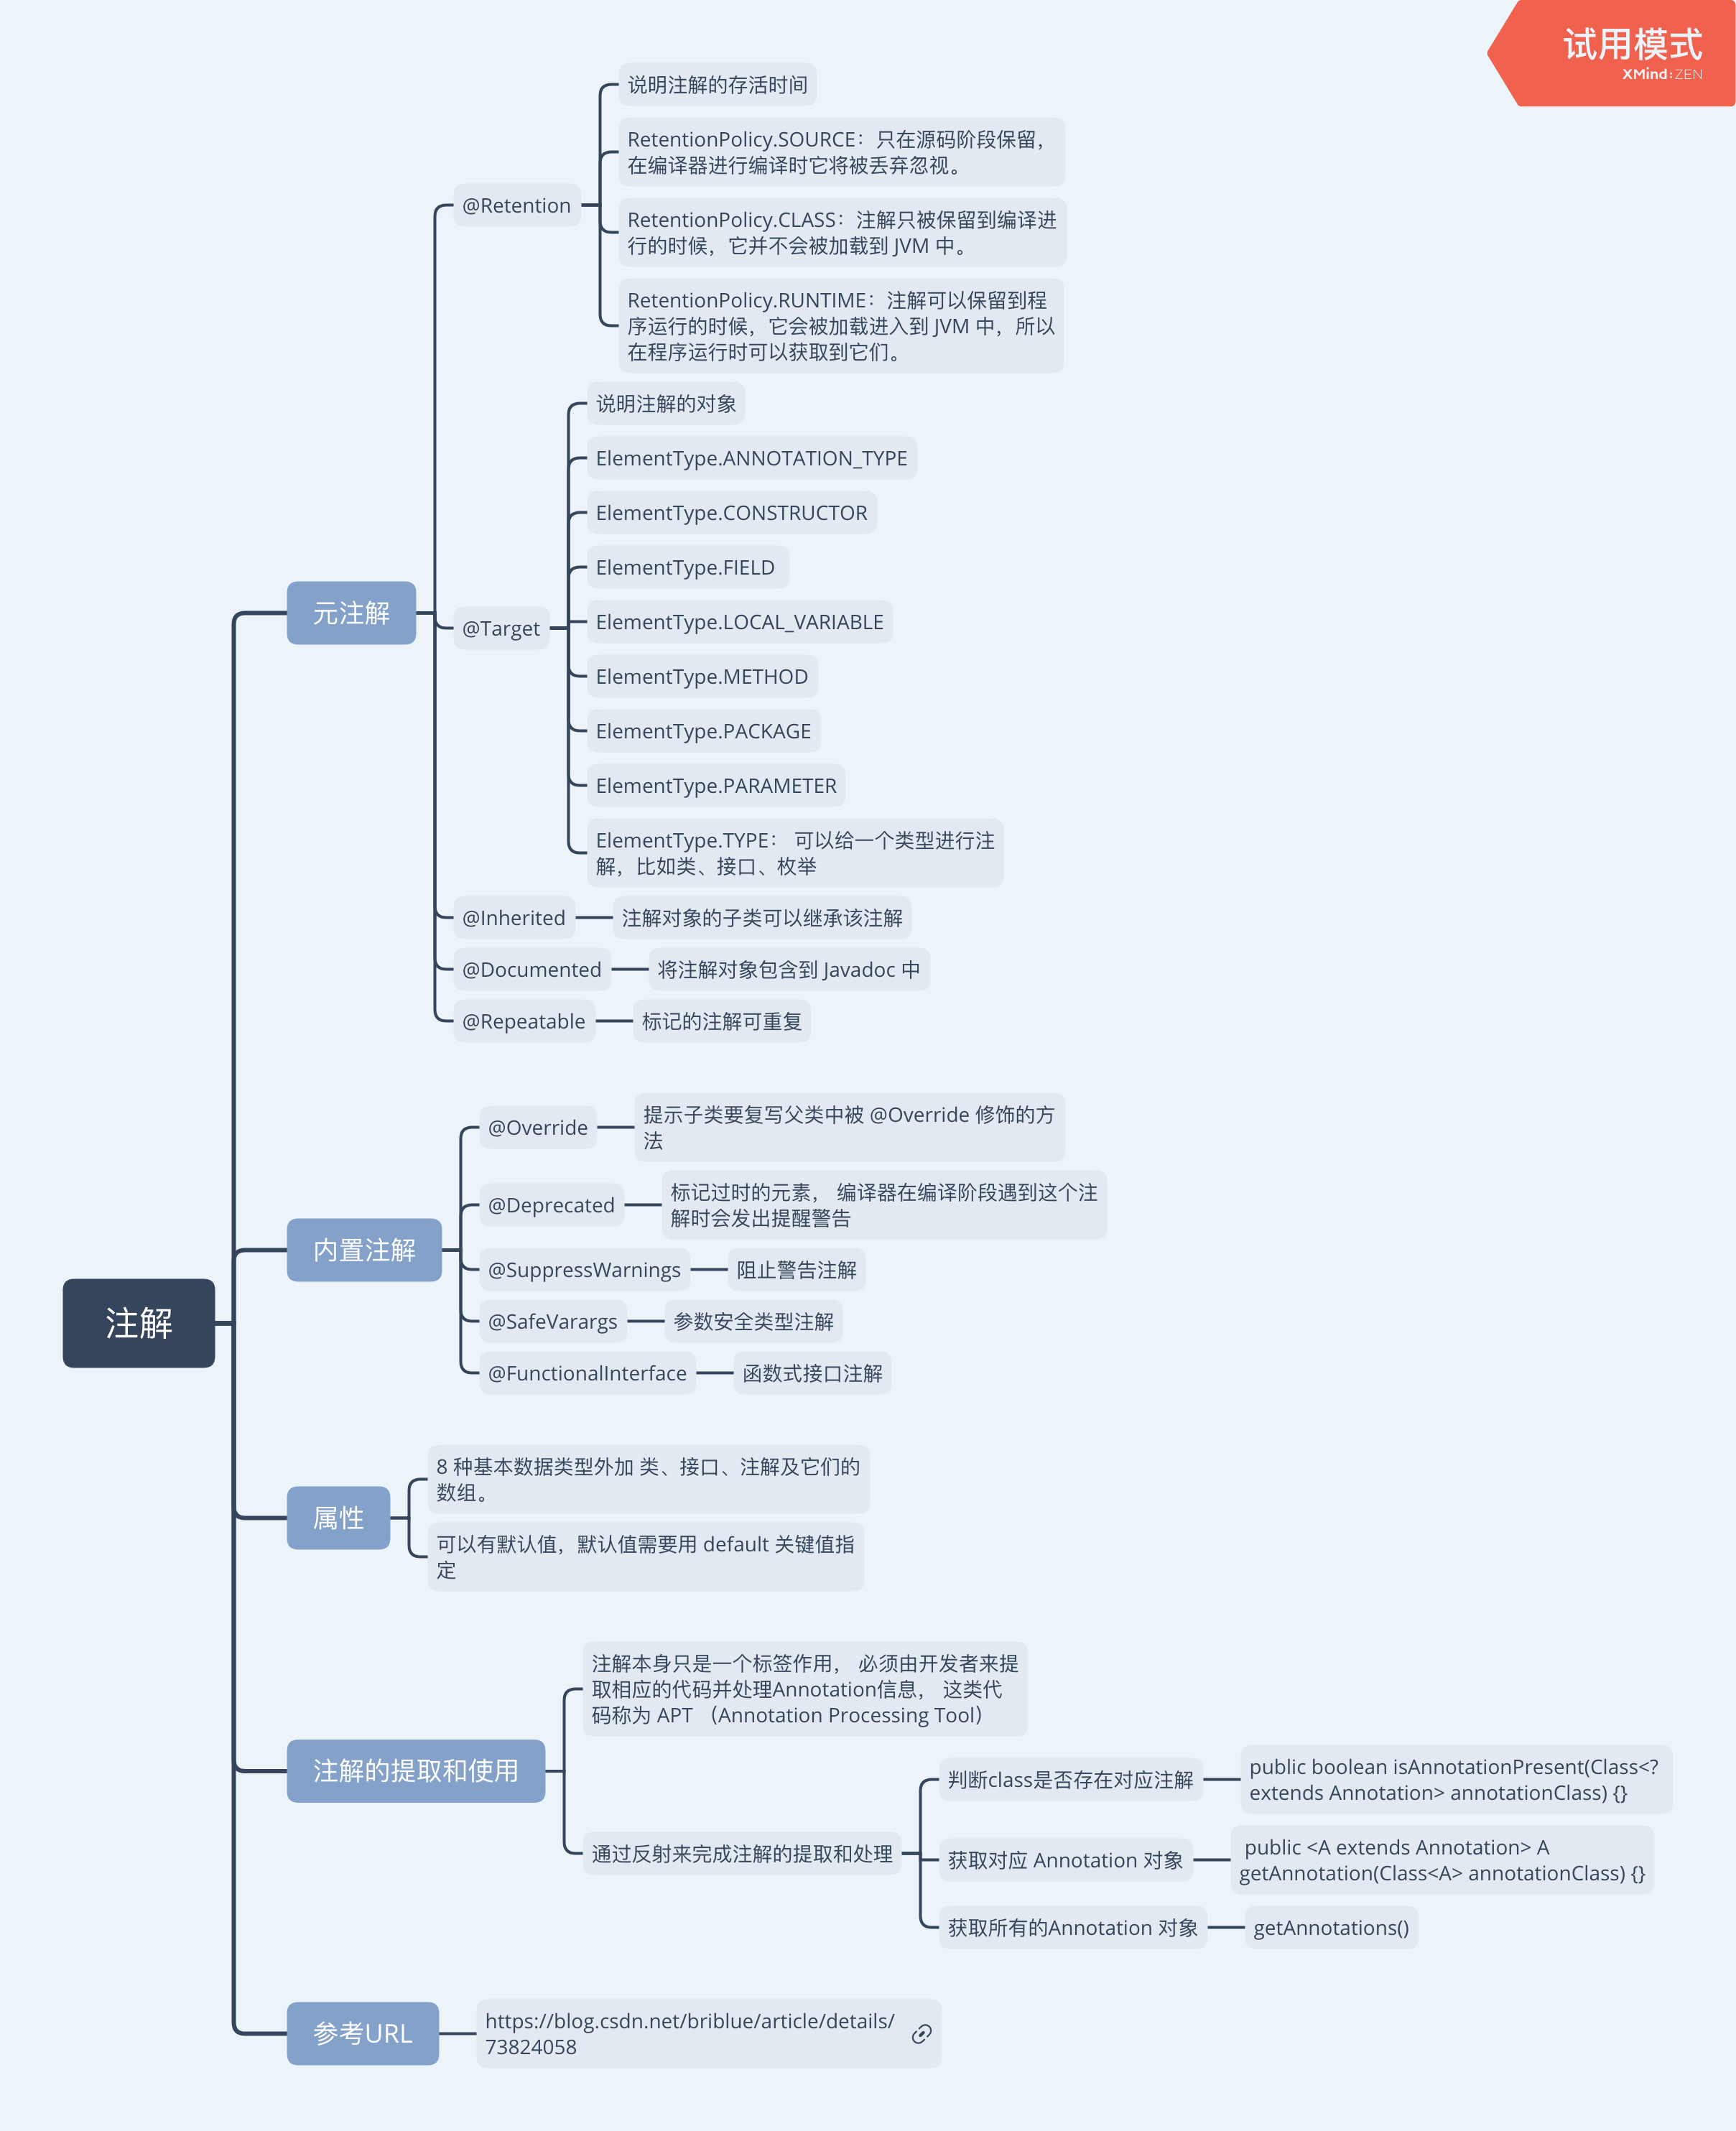 试用模式
XMind:ZEN
注解
元注解
@Retention
说明注解的存活时间
RetentionPolicy.SOURCE：只在源码阶段保留，
在编译器进行编译时它将被丢弃忽视。
RetentionPolicy.CLASS：注解只被保留到编译进
行的时候，它并不会被加载到 JVM 中。
RetentionPolicy.RUNTIME：注解可以保留到程
序运行的时候，它会被加载进入到 JVM 中，所以
在程序运行时可以获取到它们。
@Target
说明注解的对象
ElementType.ANNOTATION_TYPE
ElementType.CONSTRUCTOR
ElementType.FIELD
ElementType.LOCAL_VARIABLE
ElementType.METHOD
ElementType.PACKAGE
ElementType.PARAMETER
ElementType.TYPE： 可以给一个类型进行注
解，比如类、接口、枚举
@Inherited
注解对象的子类可以继承该注解
@Documented
将注解对象包含到 Javadoc 中
@Repeatable
标记的注解可重复
内置注解
@Override
提示子类要复写父类中被 @Override 修饰的方
法
@Deprecated
标记过时的元素， 编译器在编译阶段遇到这个注
解时会发出提醒警告
@SuppressWarnings
阻止警告注解
@SafeVarargs
参数安全类型注解
@FunctionalInterface
函数式接口注解
属性
8 种基本数据类型外加 类、接口、注解及它们的
数组。
可以有默认值，默认值需要用 default 关键值指
定
注解的提取和使用
注解本身只是一个标签作用， 必须由开发者来提
取相应的代码并处理Annotation信息， 这类代
码称为 APT （Annotation Processing Tool）
通过反射来完成注解的提取和处理
判断class是否存在对应注解
public boolean isAnnotationPresent(Class<?
extends Annotation> annotationClass) {}
获取对应 Annotation 对象
public <A extends Annotation> A
getAnnotation(Class<A> annotationClass) {}
获取所有的Annotation 对象
getAnnotations()
参考URL
https://blog.csdn.net/briblue/article/details/
73824058